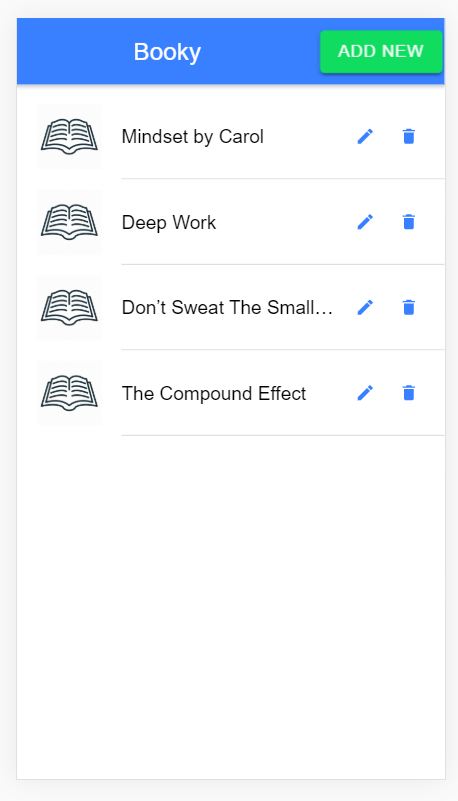 Booky
ADD NEW
Mindset by Carol
Deep Work
Don’t Sweat The Small…
The Compound Effect